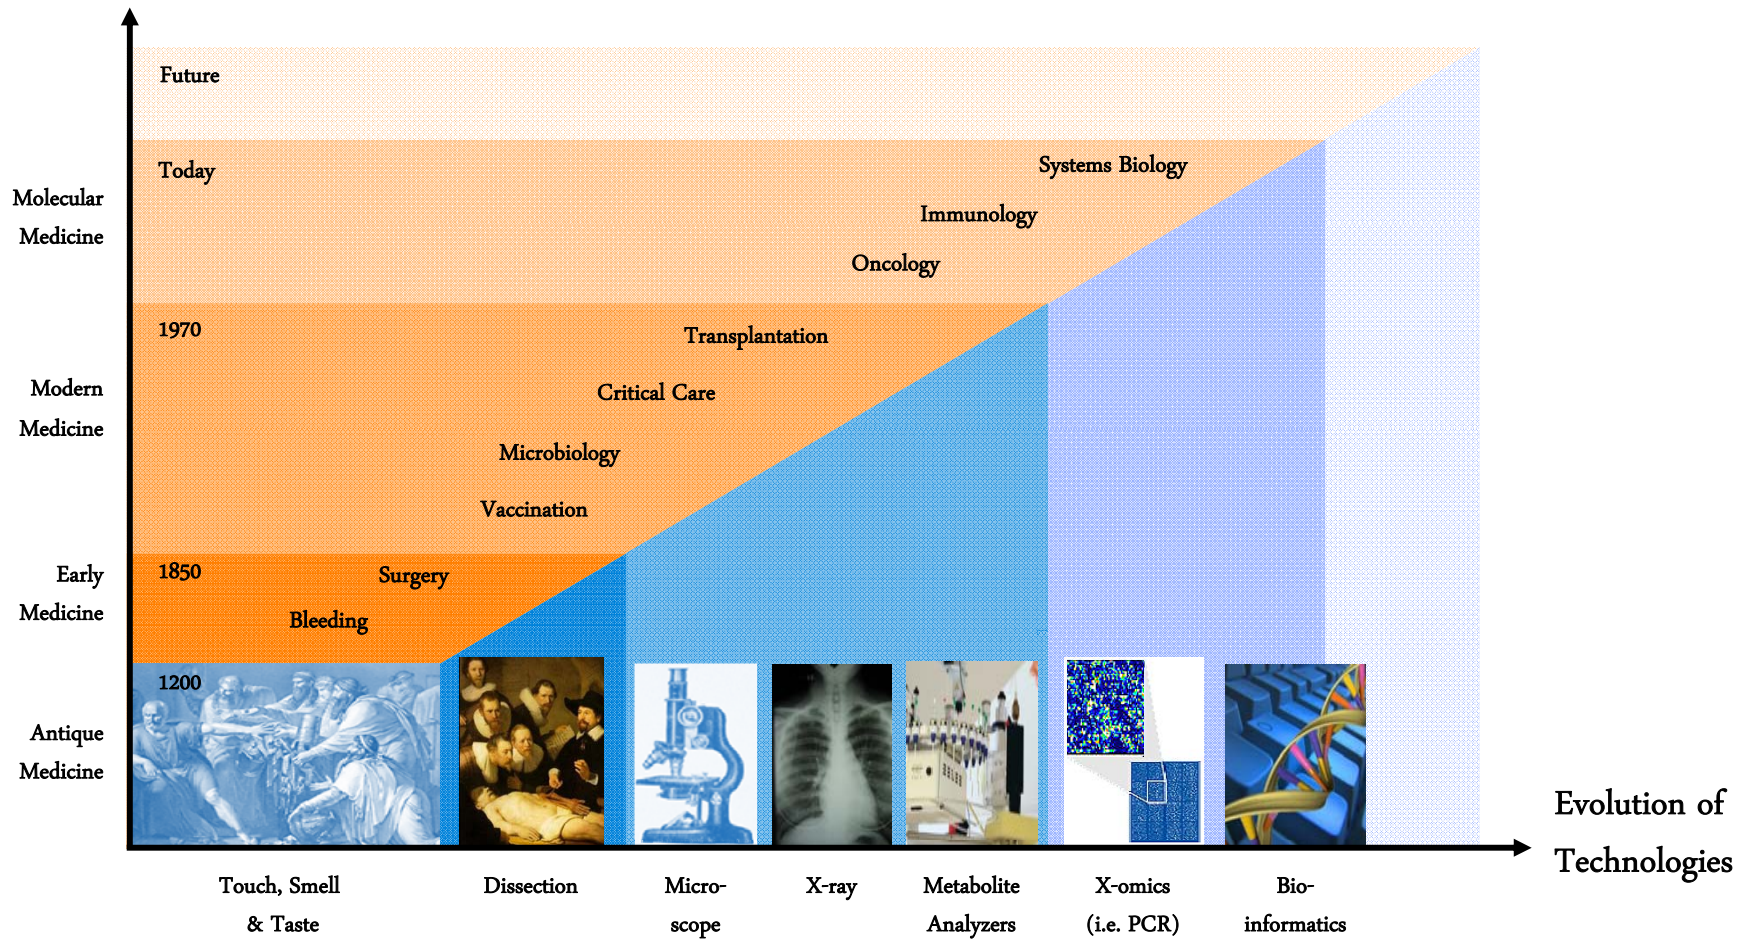 Future
Today
Systems Biology
Molecular
Medicine
Immunology
Oncology
1970
Transplantation
Modern
Medicine
Critical Care
Microbiology
Vaccination
Early
Medicine
1850
Surgery
Bleeding
1200
Antique
Medicine
Evolution of
Technologies
Touch, Smell
& Taste
Dissection
Micro-
scope
X-ray
Metabolite
Analyzers
X-omics
(i.e. PCR)
Bio-
informatics